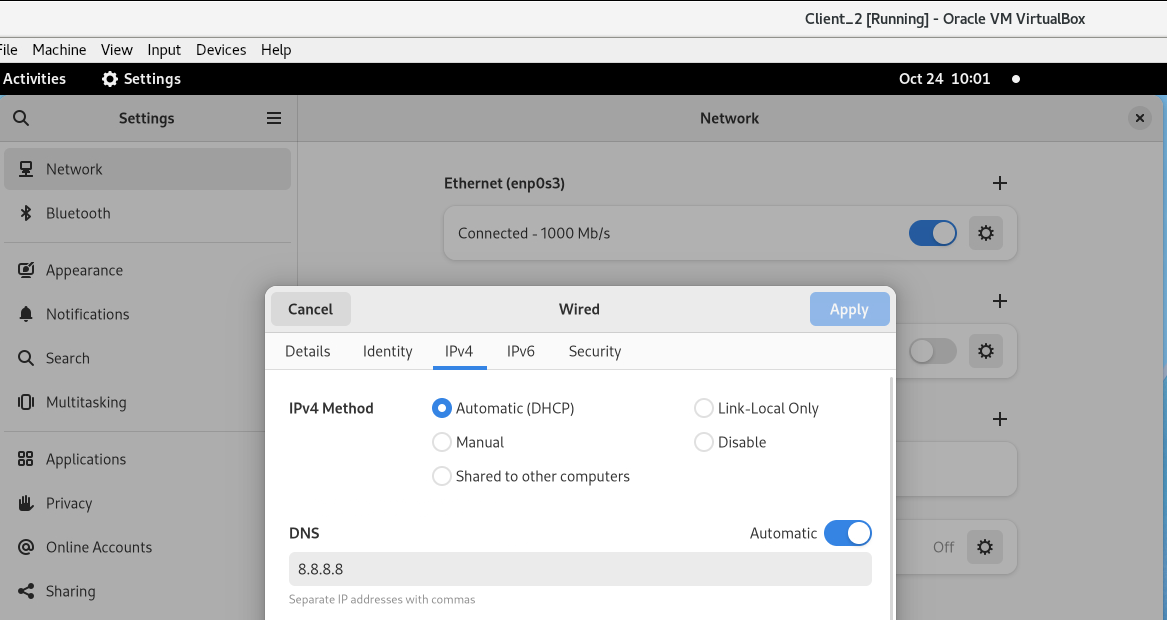 Client_2 [Running] - Oracle VM VirtualBox
File Machine View Input Devices Help
Activities Settings Oct 24 10:01
Settings Network
Network
Bluetooth
Appearance
Notifications
Search
Multitasking
Applications
Privacy
Online Accounts
Sharing
Ethernet (enp0s3)
Connected - 1000 Mb/s
Off
Cancel Wired Apply
Details Identity IPv4 IPv6 Security
IPv4 Method Automatic (DHCP) Link-Local Only
Manual Disable
Shared to other computers
DNS Automatic
8.8.8.8
Separate IP addresses with commas